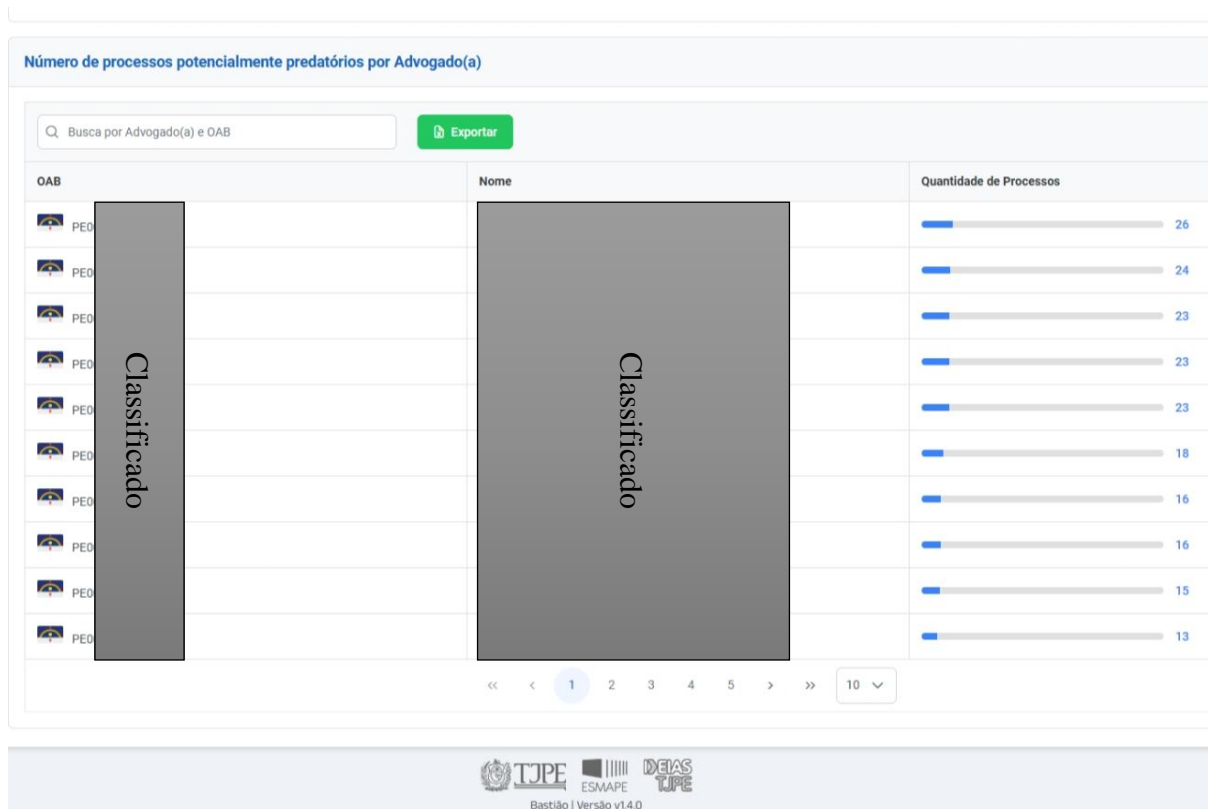 Número de processos potencialmente predatórios por Advogado(a)
Busca por Advogado(a) e OAB
Exportar
OAB Nome Quantidade de Processos
PE0 26
PE0 24
PE0 23
PE0 23
PE0 23
PE0 18
PE0 16
PE0 16
PE0 15
PE0 13
Classificado
Classificado
« ‹ 1 2 3 4 5 › » 10
TJPE ESMAPE IDEIAS TJPE
Bastião | Versão v1.4.0